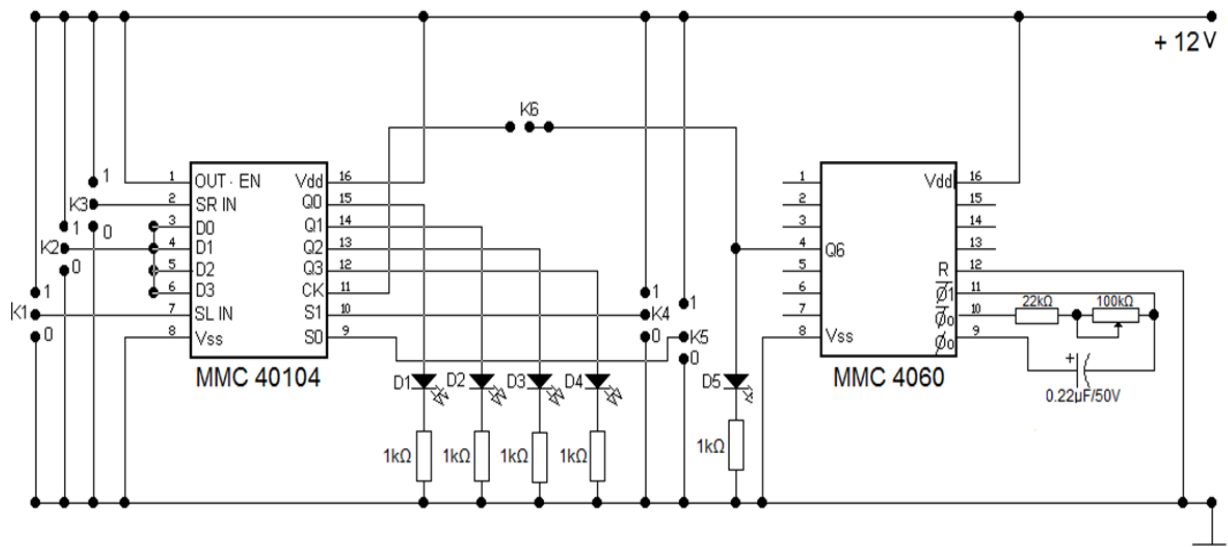 + 12 V
K6
1 OUT · EN Vdd 16
2 SR IN Q0 15
3 D0 Q1 14
4 D1 Q2 13
5 D2 Q3 12
6 D3 CK 11
7 SL IN S1 10
8 Vss S0 9
MMC 40104
1
K3
0
1
K2
0
1
K1
0
1
K4
0
1
K5
0
D1
D2
D3
D4
D5
1kΩ
1kΩ
1kΩ
1kΩ
1kΩ
1 Vdd 16
2 15
3 14
4 Q6 13
5 R 12
6 Ø1 11
7 Øo 10
8 Vss Øo 9
MMC 4060
22kΩ
100kΩ
+
0.22µF/50V